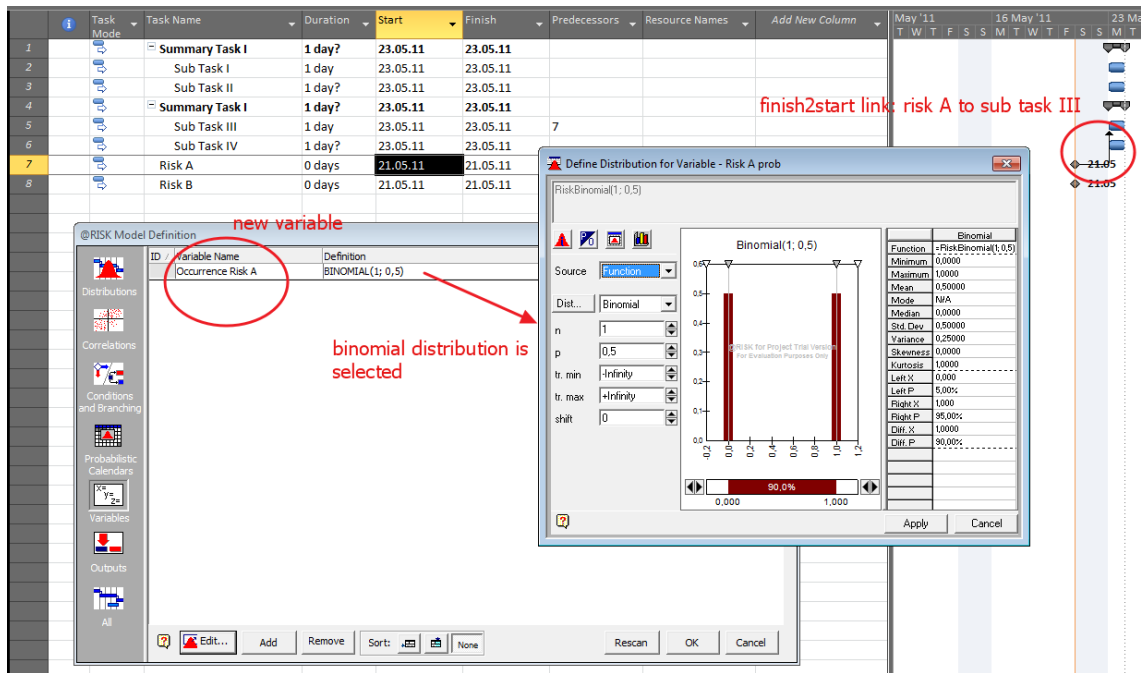 Task Mode Task Name Duration Start Finish Predecessors Resource Names Add New Column May '11 16 May '11 23 Ma
T W T F S S M T W T F S S M T
1 Summary Task I 1 day? 23.05.11 23.05.11
2 Sub Task I 1 day 23.05.11 23.05.11
3 Sub Task II 1 day? 23.05.11 23.05.11
4 Summary Task I 1 day? 23.05.11 23.05.11
finish2start link: risk A to sub task III
5 Sub Task III 1 day 23.05.11 23.05.11 7
6 Sub Task IV 1 day? 23.05.11 23.05.11
7 Risk A 0 days 21.05.11 21.05.11 21.05
8 Risk B 0 days 21.05.11 21.05.11 21.05
new variable
@RISK Model Definition
ID / Variable Name Definition
Occurrence Risk A BINOMIAL(1; 0,5)
Distributions
Correlations
Conditions
and Branching
Probabilistic
Calendars
X=
y=
z=
Variables
Outputs
All
binomial distribution is
selected
Edit... Add Remove Sort: None Rescan OK Cancel
Define Distribution for Variable - Risk A prob
RiskBinomial(1; 0,5)
Source Function
Dist... Binomial
n 1
p 0,5
tr. min -Infinity
tr. max +Infinity
shift 0
Binomial(1; 0,5)
0,6
0,5
0,4
0,3
0,2
0,1
0,0
@RISK for Project Trial Version
For Evaluation Purposes Only
-0,2 0,0 0,2 0,4 0,6 0,8 1,0 1,2
90,0%
0,000 1,000
Binomial
Function =RiskBinomial(1; 0,5)
Minimum 0,0000
Maximum 1,0000
Mean 0,50000
Mode N/A
Median 0,0000
Std. Dev 0,50000
Variance 0,25000
Skewness 0,0000
Kurtosis 1,0000
Left X 0,000
Left P 5,00%
Right X 1,000
Right P 95,00%
Diff. X 1,0000
Diff. P 90,00%
Apply Cancel